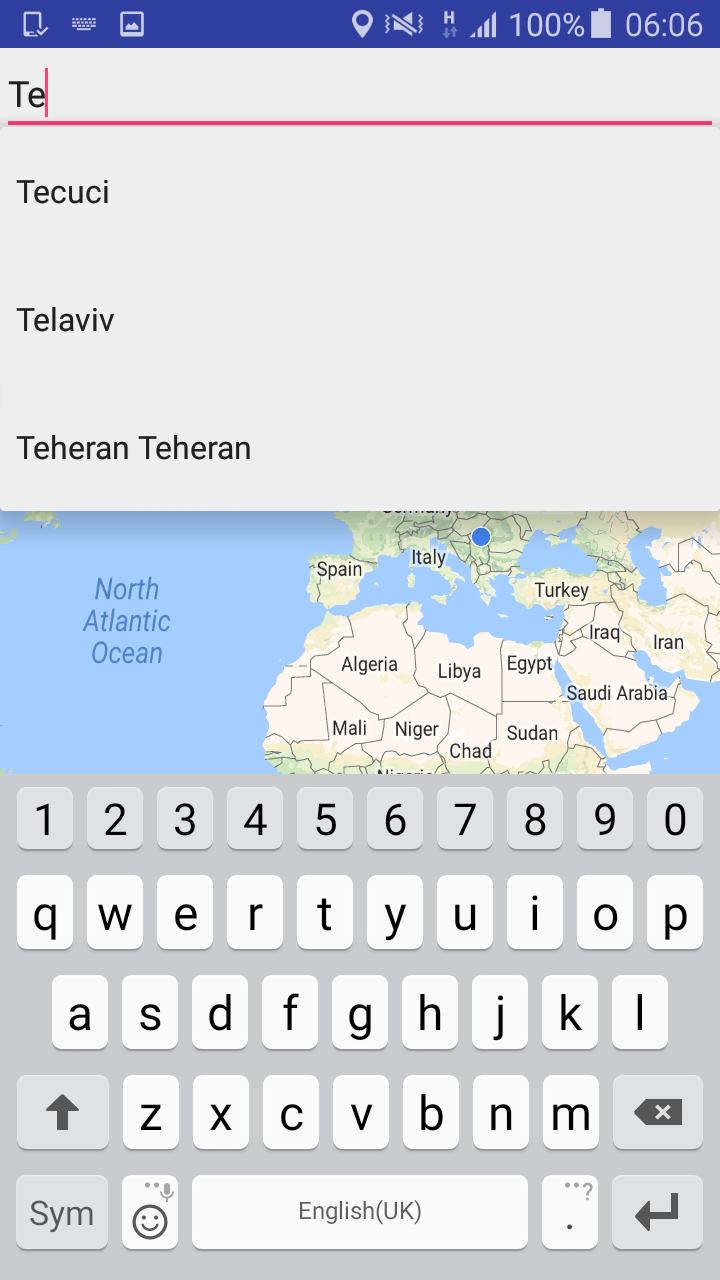 H 100% 06:06
Te
Tecuci
Telaviv
Teheran Teheran
Germany
Italy
Spain
Turkey
North
Atlantic
Ocean
Iraq
Iran
Algeria
Libya
Egypt
Saudi Arabia
Mali
Niger
Sudan
Chad
Nigeria
1 2 3 4 5 6 7 8 9 0
q w e r t y u i o p
a s d f g h j k l
z x c v b n m
Sym English(UK) . ?